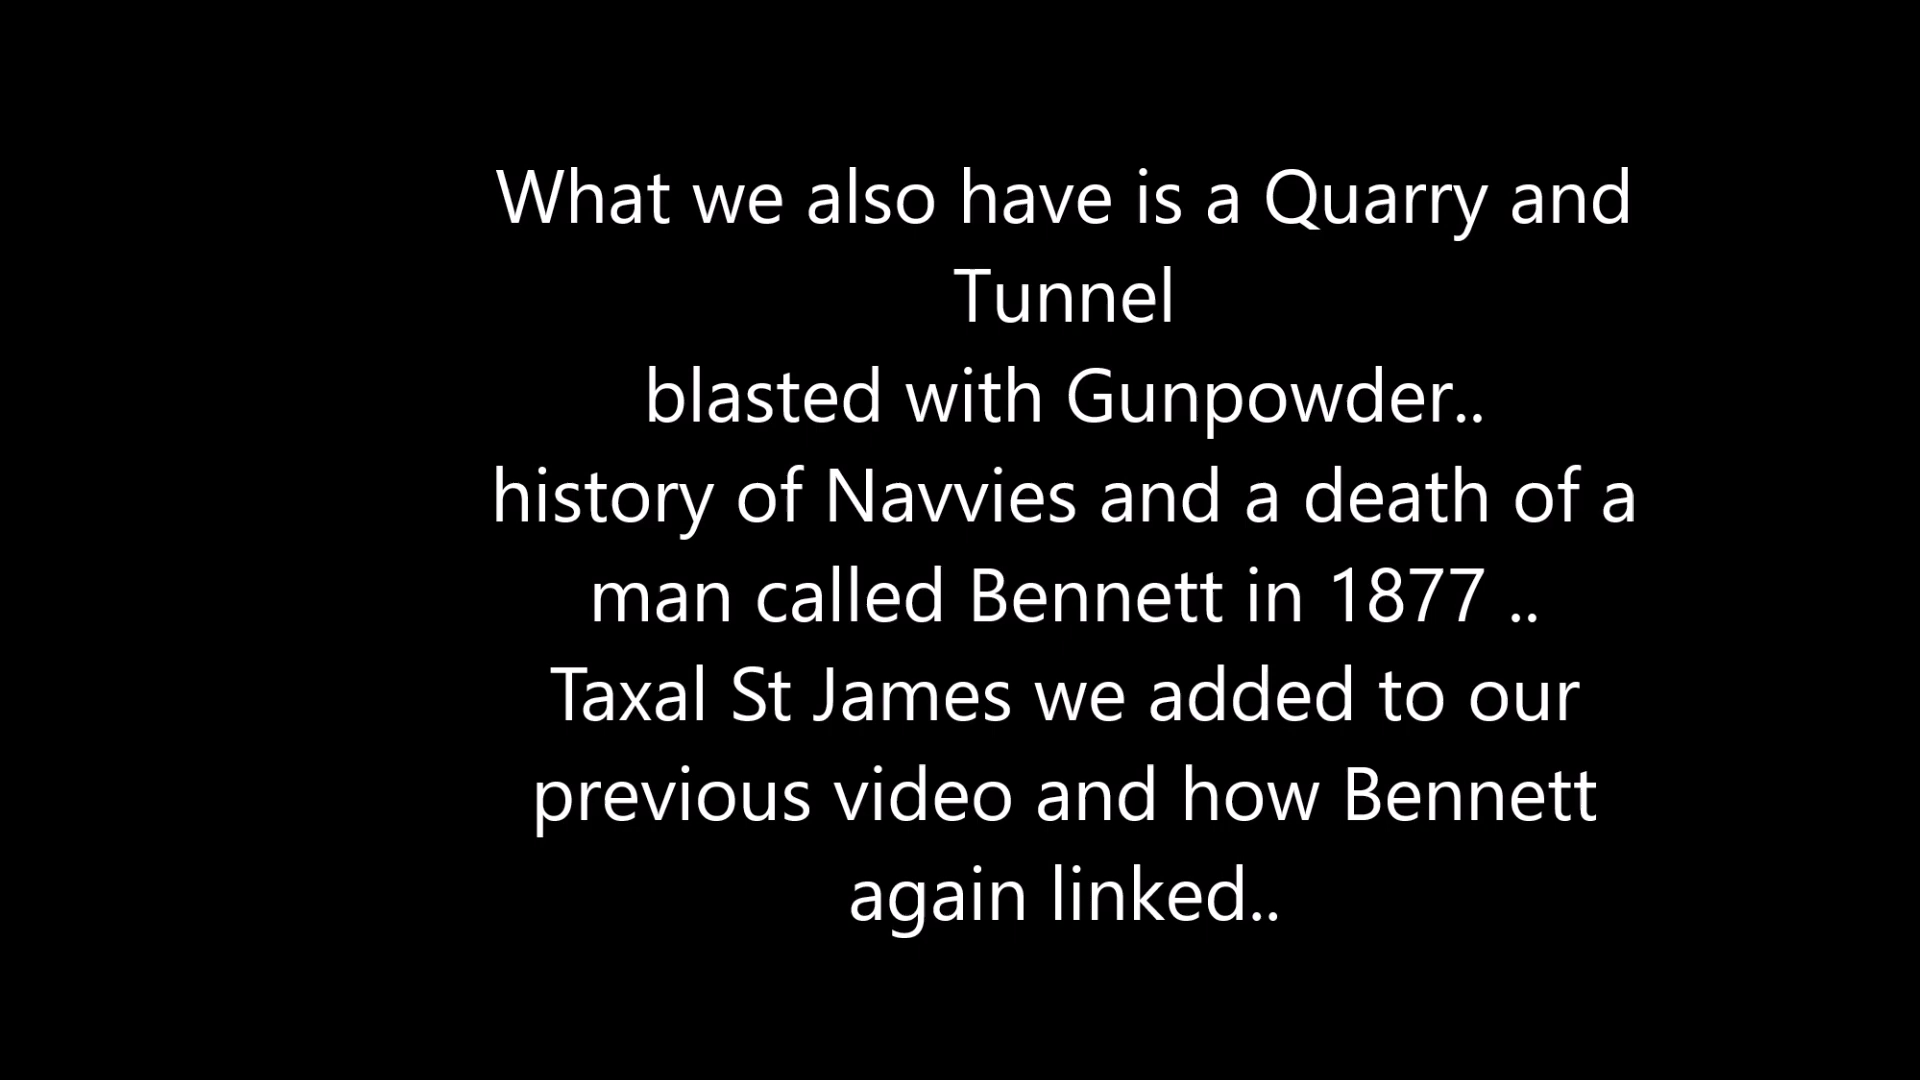 What we also have is a Quarry and
Tunnel
blasted with Gunpowder..
history of Navvies and a death of a
man called Bennett in 1877 ..
Taxal St James we added to our
previous video and how Bennett
again linked..